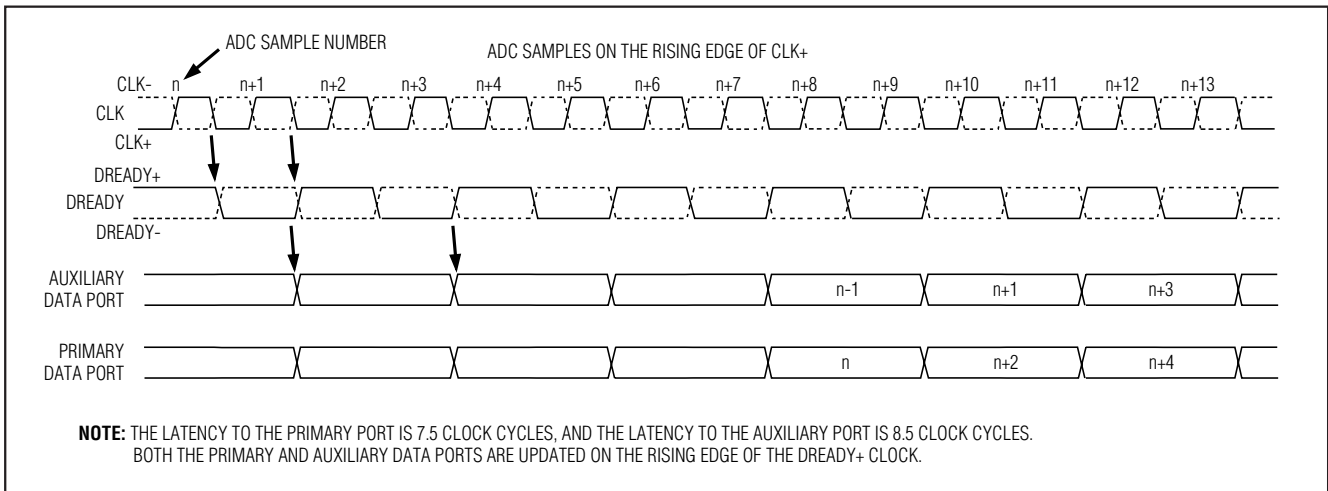 ADC SAMPLE NUMBER
ADC SAMPLES ON THE RISING EDGE OF CLK+
CLK- n n+1 n+2 n+3 n+4 n+5 n+6 n+7 n+8 n+9 n+10 n+11 n+12 n+13
CLK
CLK+
DREADY+
DREADY
DREADY-
AUXILIARY
DATA PORT
n-1 n+1 n+3
PRIMARY
DATA PORT
n n+2 n+4
NOTE: THE LATENCY TO THE PRIMARY PORT IS 7.5 CLOCK CYCLES, AND THE LATENCY TO THE AUXILIARY PORT IS 8.5 CLOCK CYCLES.
BOTH THE PRIMARY AND AUXILIARY DATA PORTS ARE UPDATED ON THE RISING EDGE OF THE DREADY+ CLOCK.